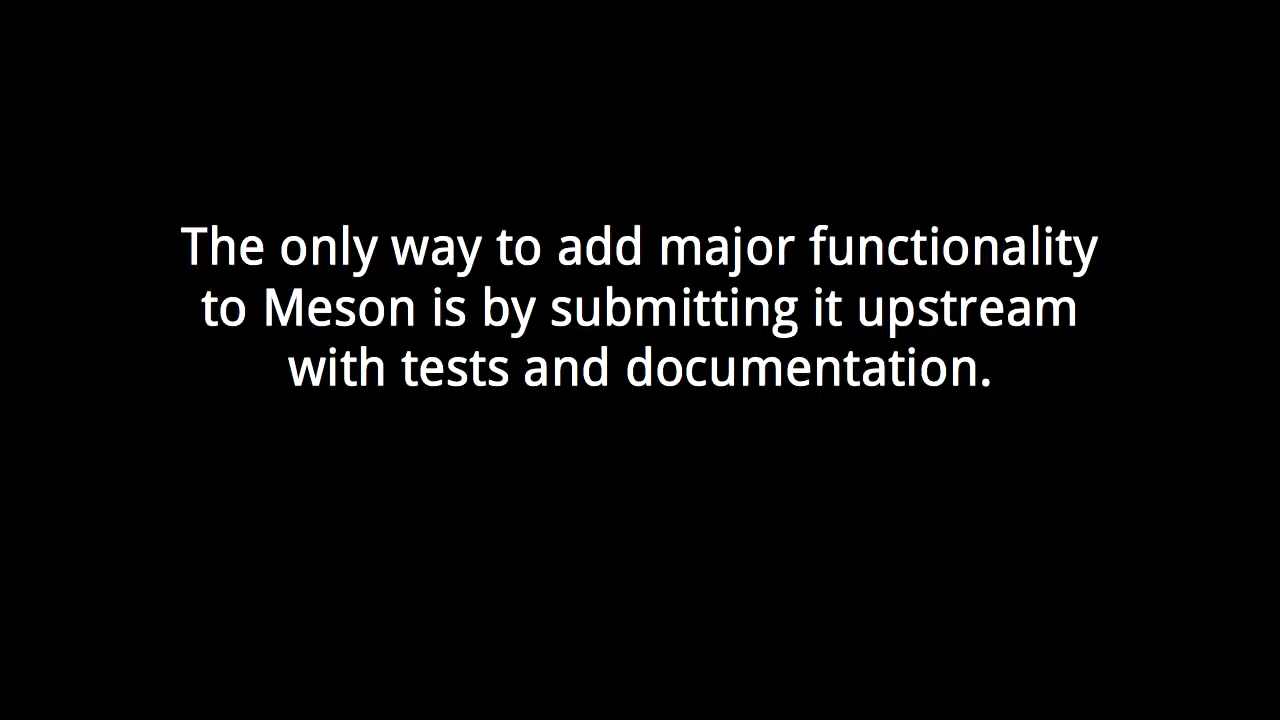 The only way to add major functionality
to Meson is by submitting it upstream
with tests and documentation.